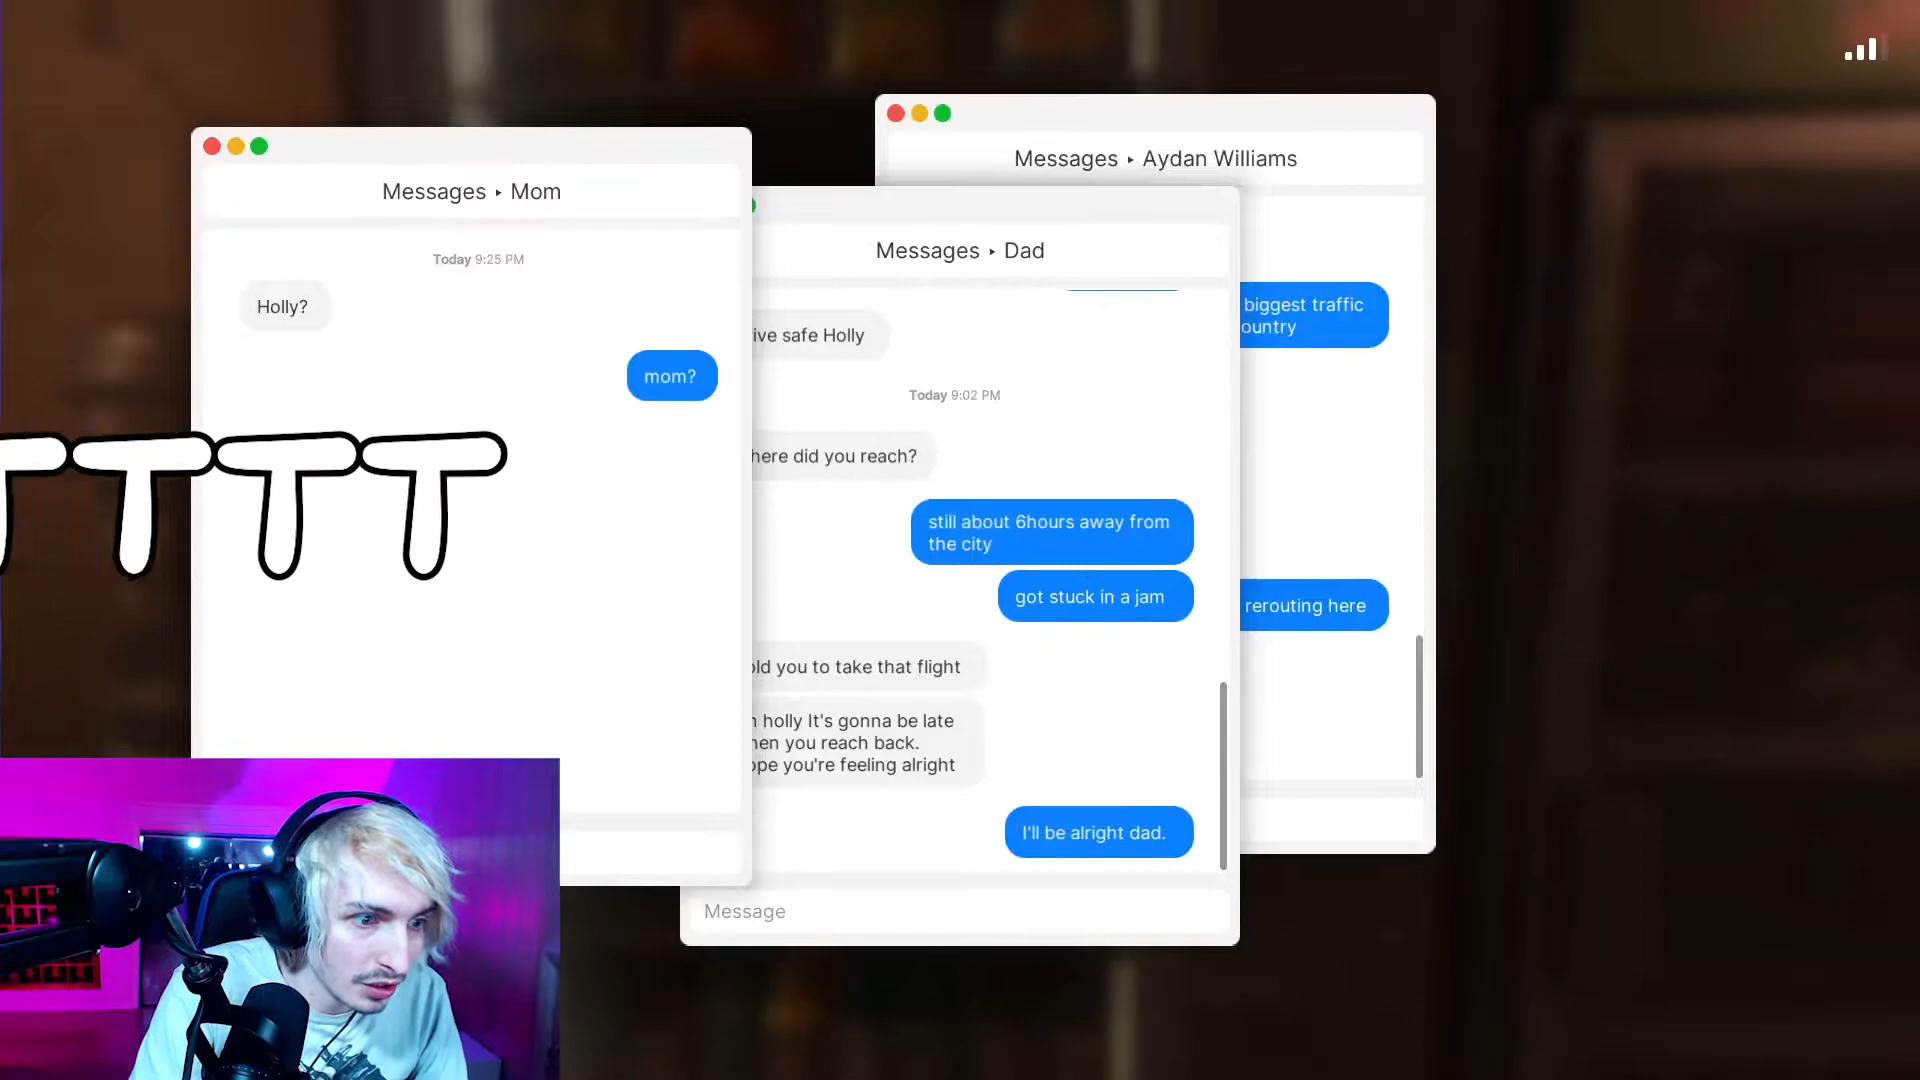 Messages ▸ Mom
Today 9:25 PM
Holly?
mom?
TTTT
Messages ▸ Dad
ive safe Holly
Today 9:02 PM
here did you reach?
still about 6hours away from
the city
got stuck in a jam
old you to take that flight
holly It's gonna be late
hen you reach back.
ope you're feeling alright
I'll be alright dad.
Message
Messages ▸ Aydan Williams
biggest traffic
ountry
rerouting here